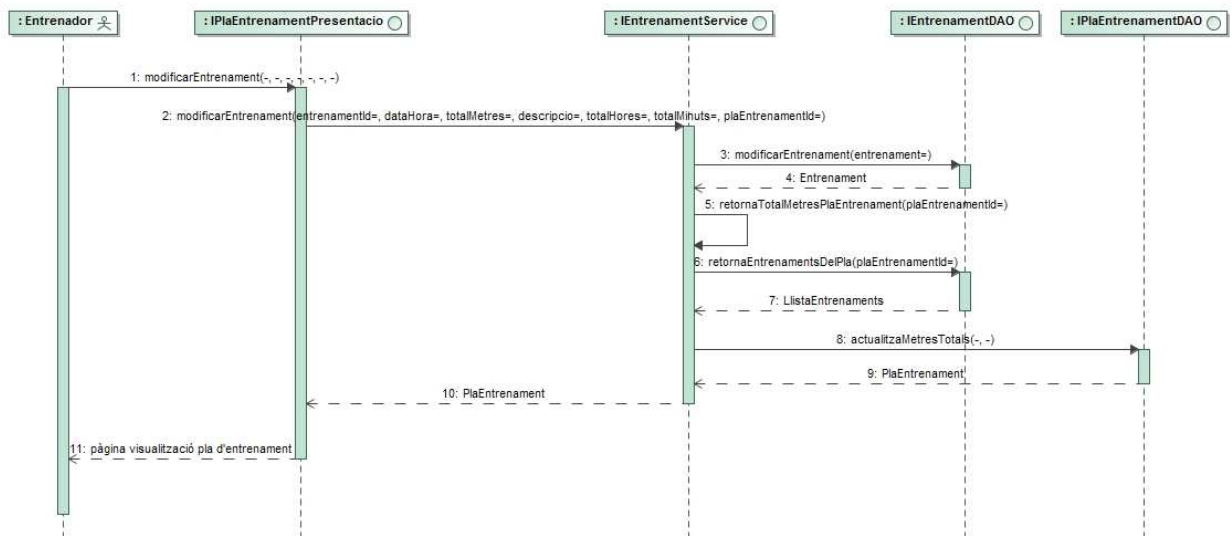 : Entrenador
: IPlaEntrenamentPresentacio
: IEntrenamentService
: IEntrenamentDAO
: IPlaEntrenamentDAO
1: modificarEntrenament(-, -, -, -, -, -, -)
2: modificarEntrenament(entrenamentId=, dataHora=, totalMetres=, descripcio=, totalHores=, totalMinuts=, plaEntrenamentId=)
3: modificarEntrenament(entrenament=)
4: Entrenament
5: retornaTotalMetresPlaEntrenament(plaEntrenamentId=)
6: retornaEntrenamentsDelPla(plaEntrenamentId=)
7: LlistaEntrenaments
8: actualitzaMetresTotals(-, -)
9: PlaEntrenament
10: PlaEntrenament
11: pàgina visualització pla d'entrenament